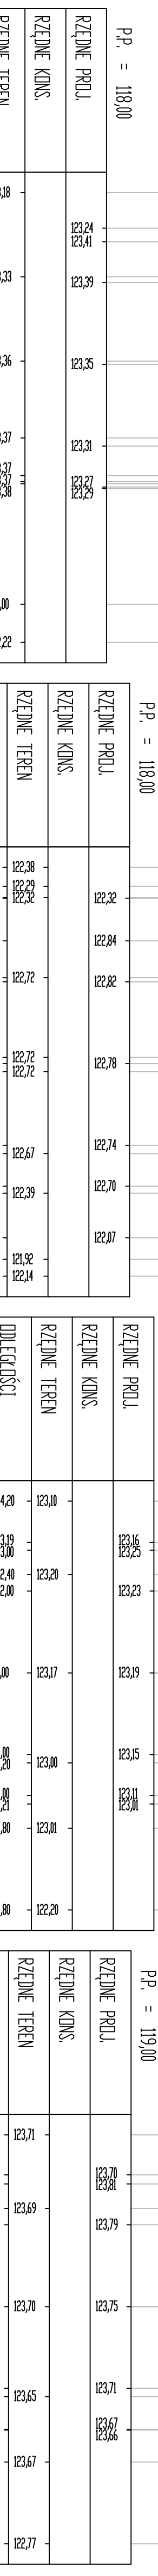 P.P. = 118,00
RZĘDNE PROJ. 123,24 123,41 123,39 123,35 123,31 123,27 123,29
RZĘDNE KONS.
RZĘDNE TEREN
P.P. = 118,00
RZĘDNE PROJ. 122,32 122,84 122,82 122,78 122,74 122,70 122,07
RZĘDNE KONS.
RZĘDNE TEREN 122,38 122,29 122,32 122,72 122,72 122,72 122,67 122,39 121,92 122,14
RZĘDNE PROJ. 123,16 123,25 123,23 123,19 123,15 123,11 123,01
RZĘDNE KONS.
RZĘDNE TEREN 123,10 123,20 123,17 123,00 123,01 122,20
ODLEGŁOŚCI
P.P. = 119,00
RZĘDNE PROJ. 123,70 123,81 123,79 123,75 123,71 123,67 123,66
RZĘDNE KONS.
RZĘDNE TEREN 123,71 123,69 123,70 123,65 123,67 122,77